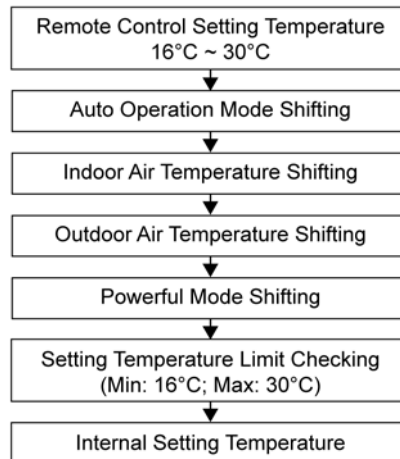 Remote Control Setting Temperature
16°C ~ 30°C
Auto Operation Mode Shifting
Indoor Air Temperature Shifting
Outdoor Air Temperature Shifting
Powerful Mode Shifting
Setting Temperature Limit Checking
(Min: 16°C; Max: 30°C)
Internal Setting Temperature